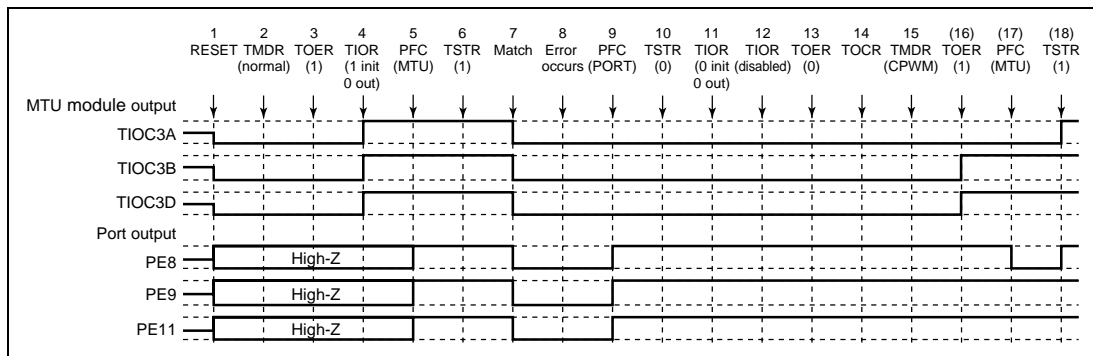 1 2 3 4 5 6 7 8 9 10 11 12 13 14 15 (16) (17) (18)
RESET TMDR TOER TIOR PFC TSTR Match Error PFC TSTR TIOR TIOR TOER TOCR TMDR TOER PFC TSTR
(normal) (1) (1 init (MTU) (1) occurs (PORT) (0) (0 init (disabled) (0) (CPWM) (1) (MTU) (1)
0 out) 0 out)
MTU module output
TIOC3A
TIOC3B
TIOC3D
Port output
PE8 High-Z
PE9 High-Z
PE11 High-Z